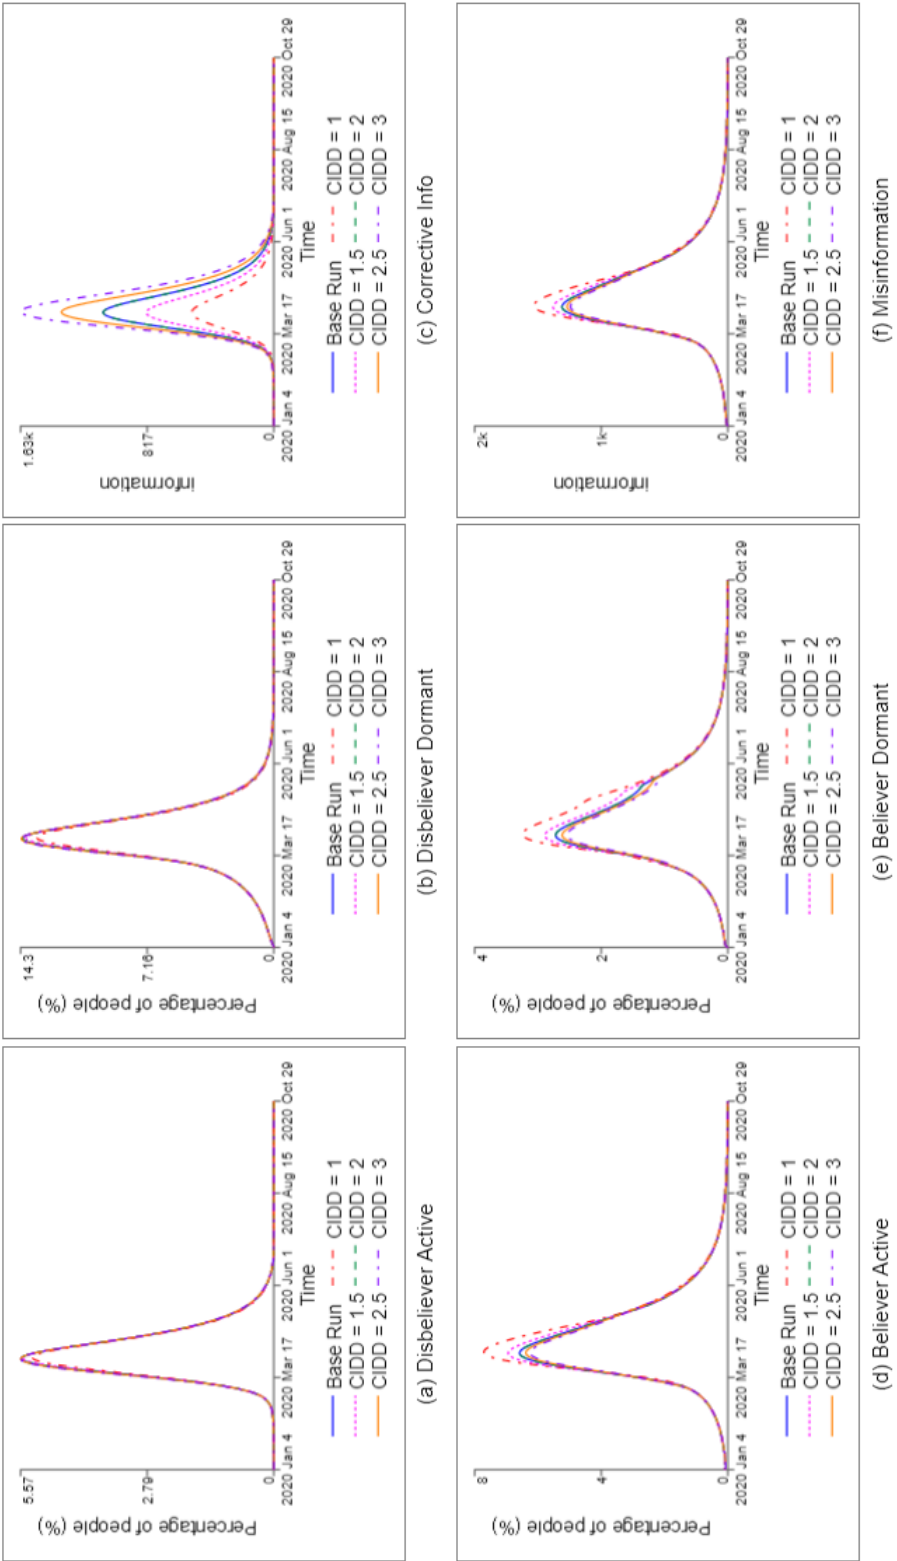 Percentage of people (%)
5.57
2.79
0
2020 Jan 4
2020 Mar 17
2020 Jun 1
2020 Aug 15
2020 Oct 29
Time
Base Run CIDD = 1
CIDD = 1.5 CIDD = 2
CIDD = 2.5 CIDD = 3
(a) Disbeliever Active
Percentage of people (%)
14.3
7.16
0
2020 Jan 4
2020 Mar 17
2020 Jun 1
2020 Aug 15
2020 Oct 29
Time
Base Run CIDD = 1
CIDD = 1.5 CIDD = 2
CIDD = 2.5 CIDD = 3
(b) Disbeliever Dormant
information
1.63k
817
0
2020 Jan 4
2020 Mar 17
2020 Jun 1
2020 Aug 15
2020 Oct 29
Time
Base Run CIDD = 1
CIDD = 1.5 CIDD = 2
CIDD = 2.5 CIDD = 3
(c) Corrective Info
Percentage of people (%)
8
4
0
2020 Jan 4
2020 Mar 17
2020 Jun 1
2020 Aug 15
2020 Oct 29
Time
Base Run CIDD = 1
CIDD = 1.5 CIDD = 2
CIDD = 2.5 CIDD = 3
(d) Believer Active
Percentage of people (%)
4
2
0
2020 Jan 4
2020 Mar 17
2020 Jun 1
2020 Aug 15
2020 Oct 29
Time
Base Run CIDD = 1
CIDD = 1.5 CIDD = 2
CIDD = 2.5 CIDD = 3
(e) Believer Dormant
information
2k
1k
0
2020 Jan 4
2020 Mar 17
2020 Jun 1
2020 Aug 15
2020 Oct 29
Time
Base Run CIDD = 1
CIDD = 1.5 CIDD = 2
CIDD = 2.5 CIDD = 3
(f) Misinformation